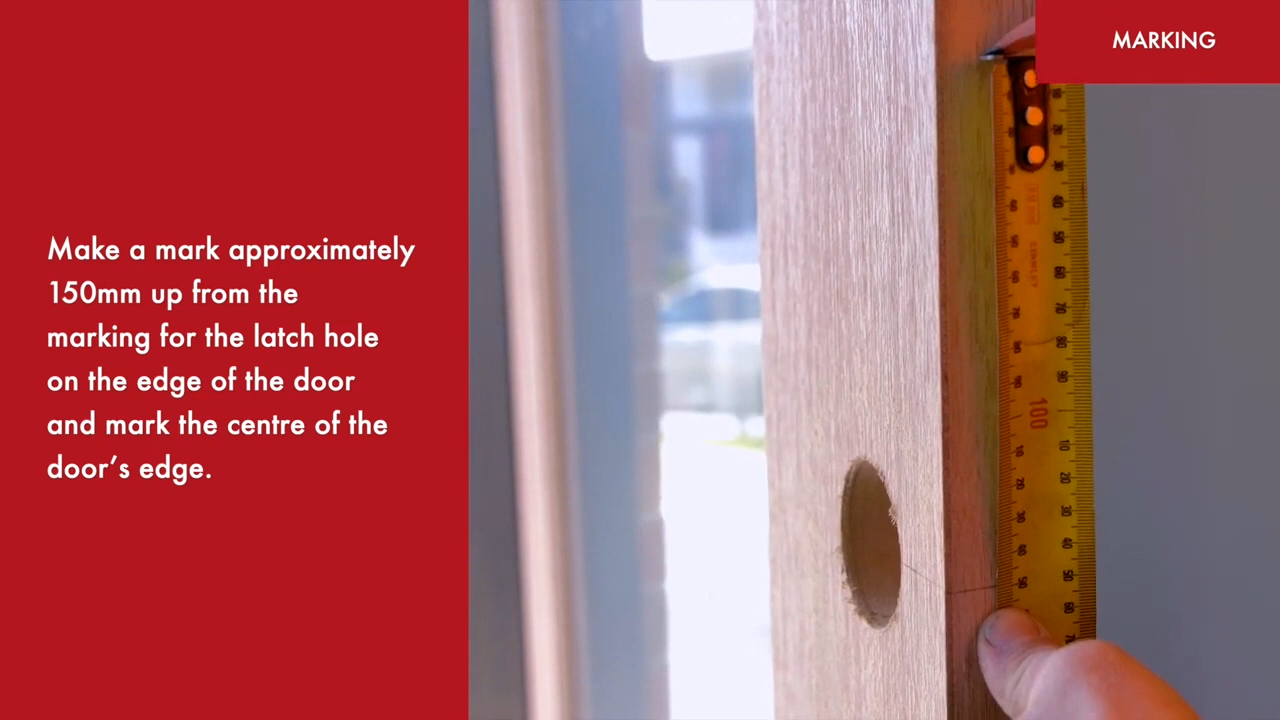 MARKING
Make a mark approximately
150mm up from the
marking for the latch hole
on the edge of the door
and mark the centre of the
door's edge.
100